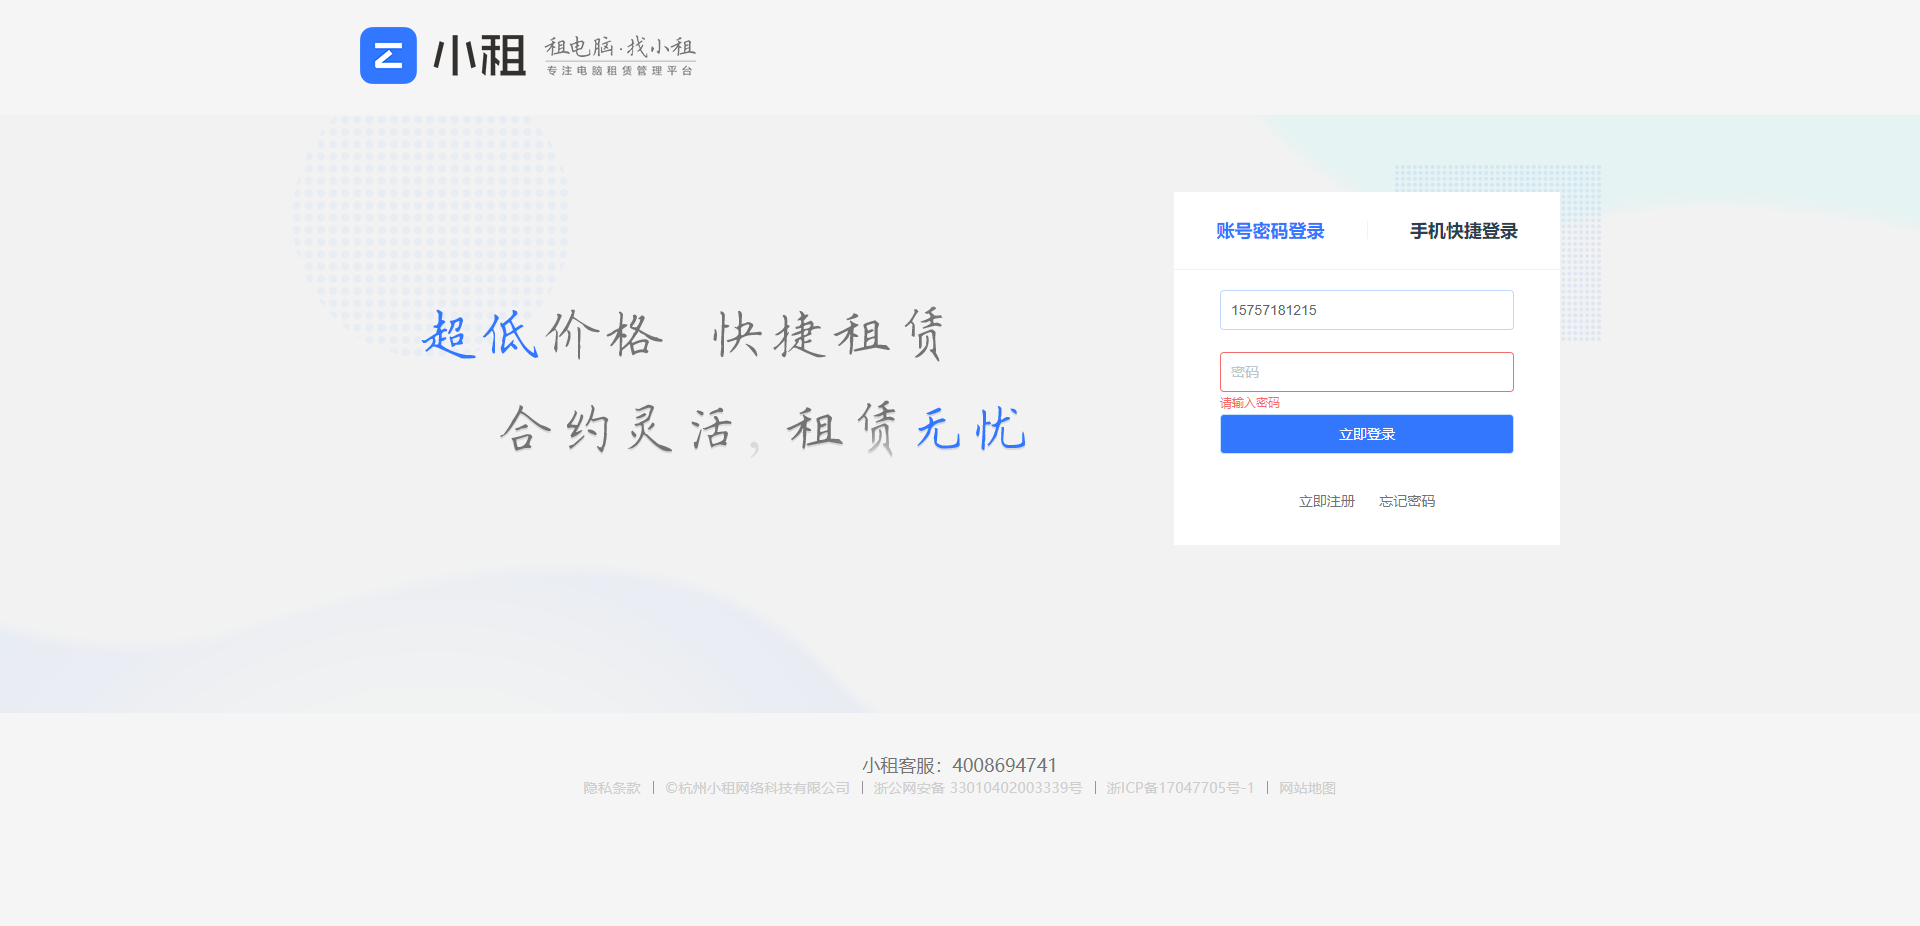 小租
租电脑·找小租
专注电脑租赁管理平台
账号密码登录
手机快捷登录
15757181215
密码
请输入密码
立即登录
立即注册 忘记密码
超低价格 快捷租赁
合约灵活,租赁无忧
小租客服：4008694741
隐私条款 | ©杭州小租网络科技有限公司 | 浙公网安备 33010402003339号 | 浙ICP备17047705号-1 | 网站地图